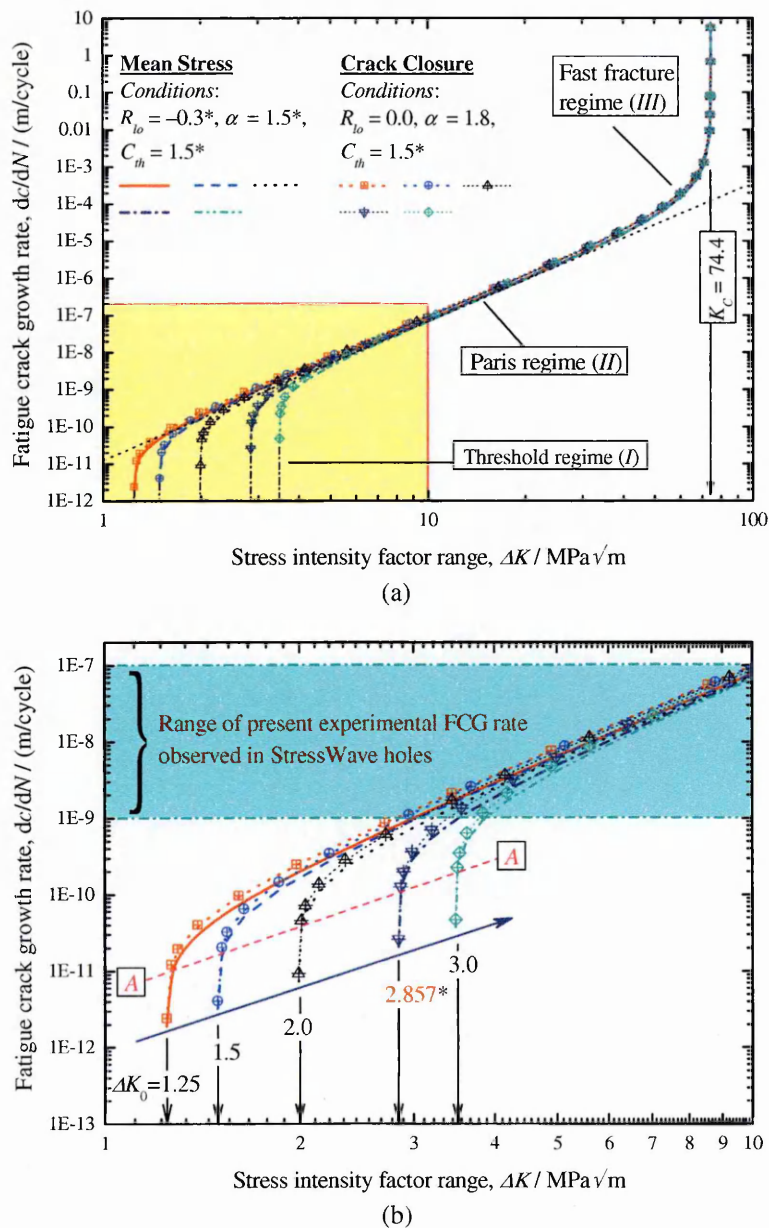 10
1
0.1
0.01
1E-3
1E-4
1E-5
1E-6
1E-7
1E-8
1E-9
1E-10
1E-11
1E-12
Fatigue crack growth rate, dc/dN / (m/cycle)
Mean Stress
Conditions:
R_lo = –0.3*, α = 1.5*,
C_th = 1.5*
Crack Closure
Conditions:
R_lo = 0.0, α = 1.8,
C_th = 1.5*
Fast fracture
regime (III)
K_C = 74.4
Paris regime (II)
Threshold regime (I)
1
10
100
Stress intensity factor range, ΔK / MPa√m
(a)
1E-7
1E-8
1E-9
1E-10
1E-11
1E-12
1E-13
Fatigue crack growth rate, dc/dN / (m/cycle)
Range of present experimental FCG rate
observed in StressWave holes
A
A
3.0
2.857*
2.0
1.5
ΔK_0=1.25
1
2
3
4
5
6
7
8
9
10
Stress intensity factor range, ΔK / MPa√m
(b)